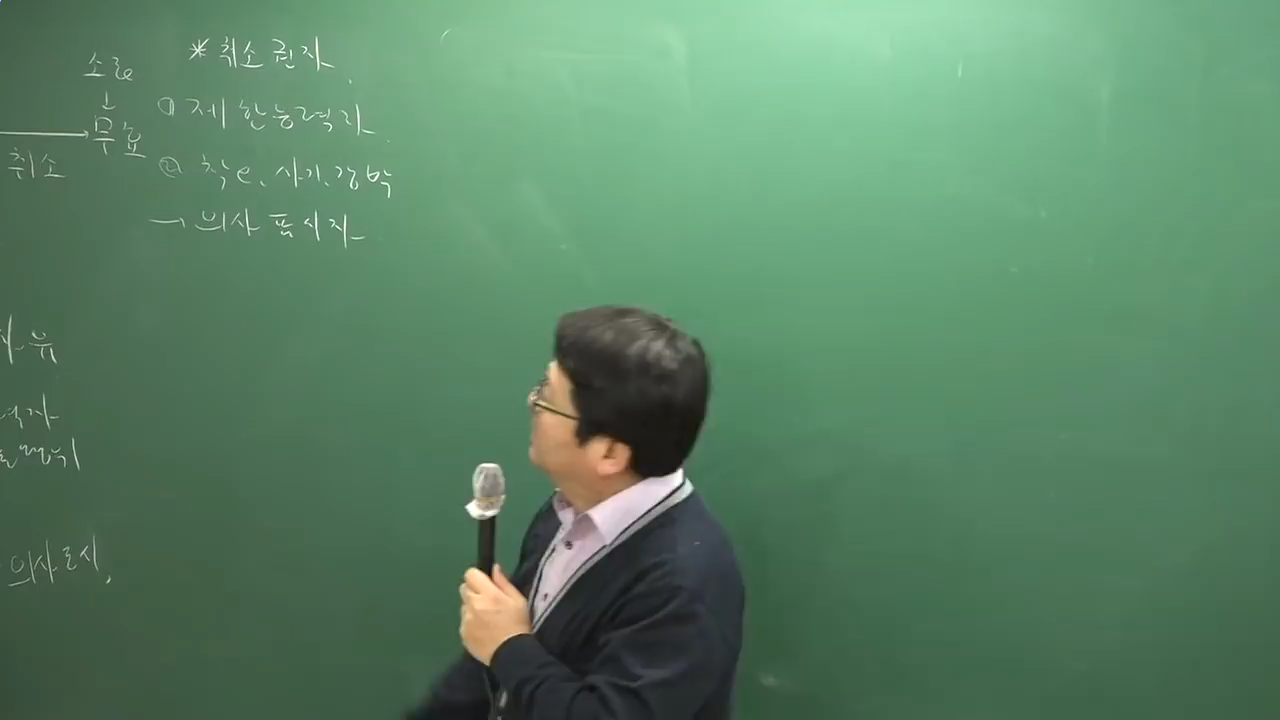 소급
↓
무효
취소
* 취소권자
① 제한능력자
② 착오, 사기, 강박
→ 의사표시자
유
의사표시